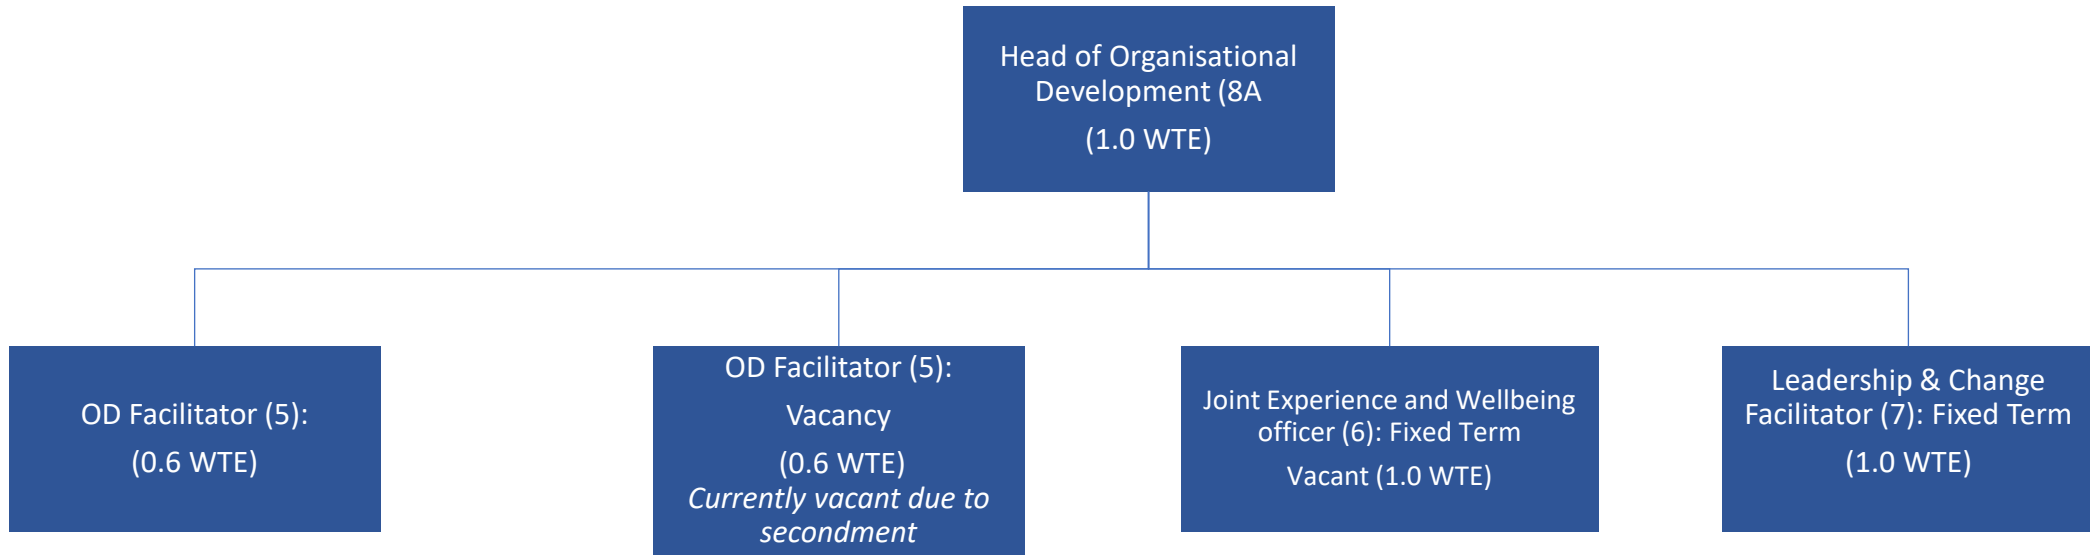 Head of Organisational
Development (8A
(1.0 WTE)
OD Facilitator (5):
(0.6 WTE)
OD Facilitator (5):
Vacancy
(0.6 WTE)
Currently vacant due to
secondment
Joint Experience and Wellbeing
officer (6): Fixed Term
Vacant (1.0 WTE)
Leadership & Change
Facilitator (7): Fixed Term
(1.0 WTE)